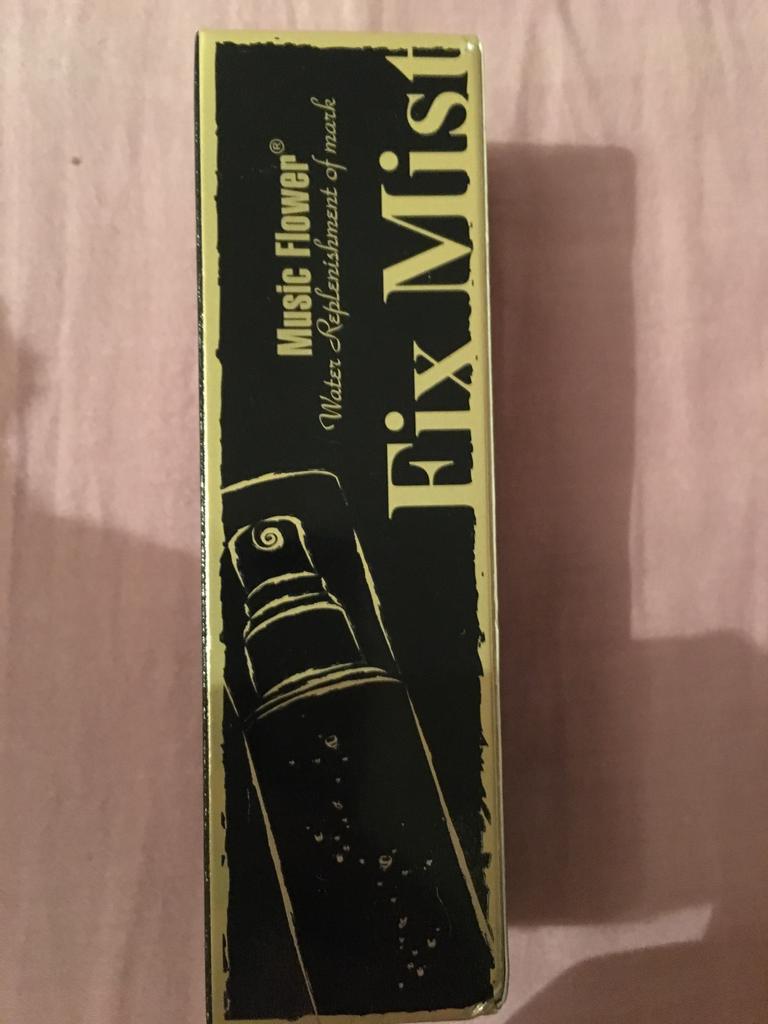 Music Flower®
Water Replenishment of mark
Fix Mist